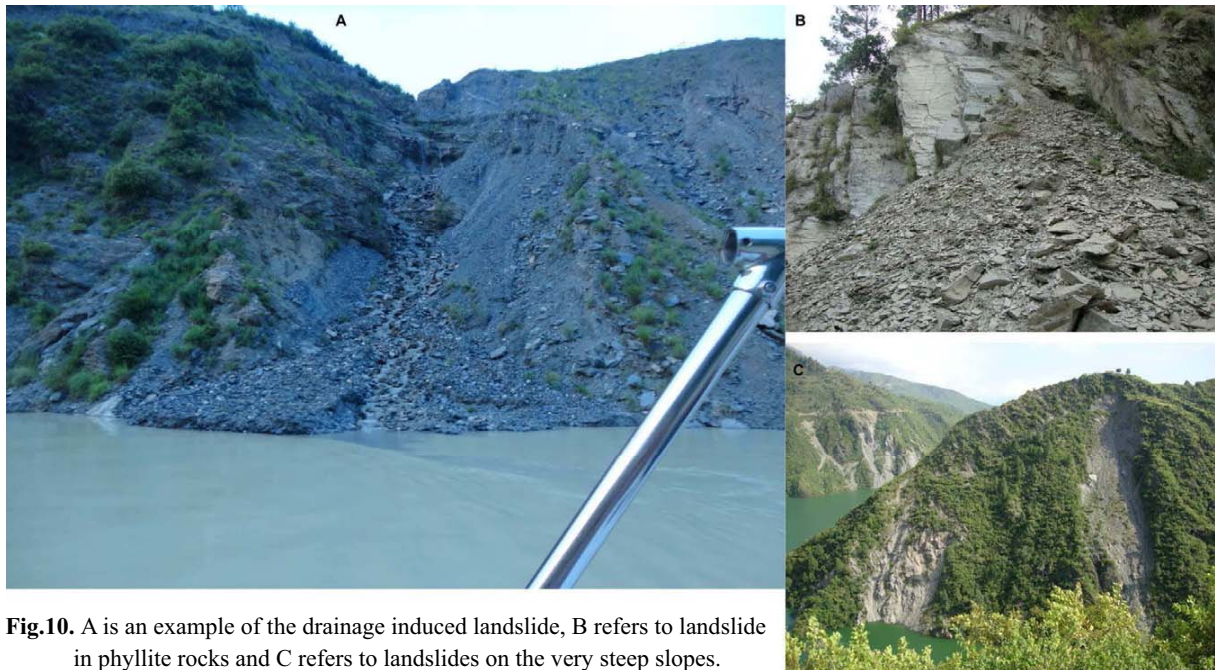 A
B
C
Fig.10. A is an example of the drainage induced landslide, B refers to landslide
in phyllite rocks and C refers to landslides on the very steep slopes.